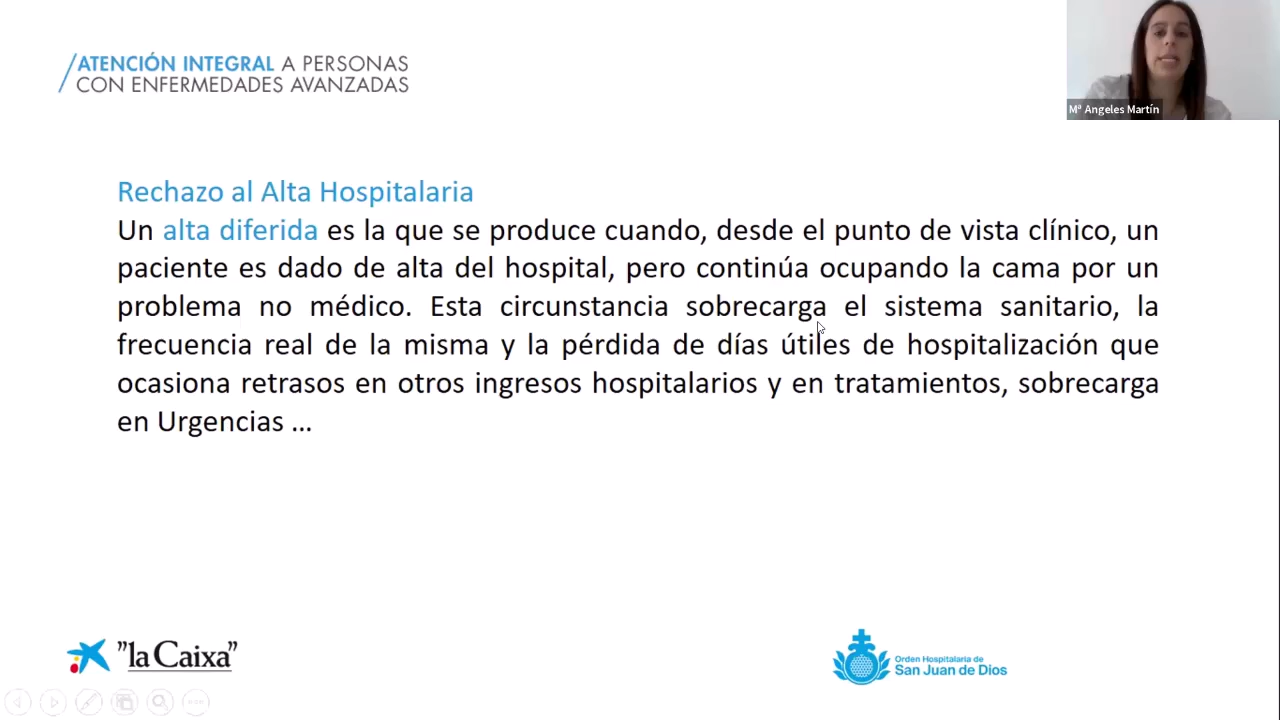 ATENCIÓN INTEGRAL A PERSONAS
CON ENFERMEDADES AVANZADAS
Mª Angeles Martín
Rechazo al Alta Hospitalaria
Un alta diferida es la que se produce cuando, desde el punto de vista clínico, un
paciente es dado de alta del hospital, pero continúa ocupando la cama por un
problema no médico. Esta circunstancia sobrecarga el sistema sanitario, la
frecuencia real de la misma y la pérdida de días útiles de hospitalización que
ocasiona retrasos en otros ingresos hospitalarios y en tratamientos, sobrecarga
en Urgencias ...
"la Caixa"
Orden Hospitalaria de
San Juan de Dios